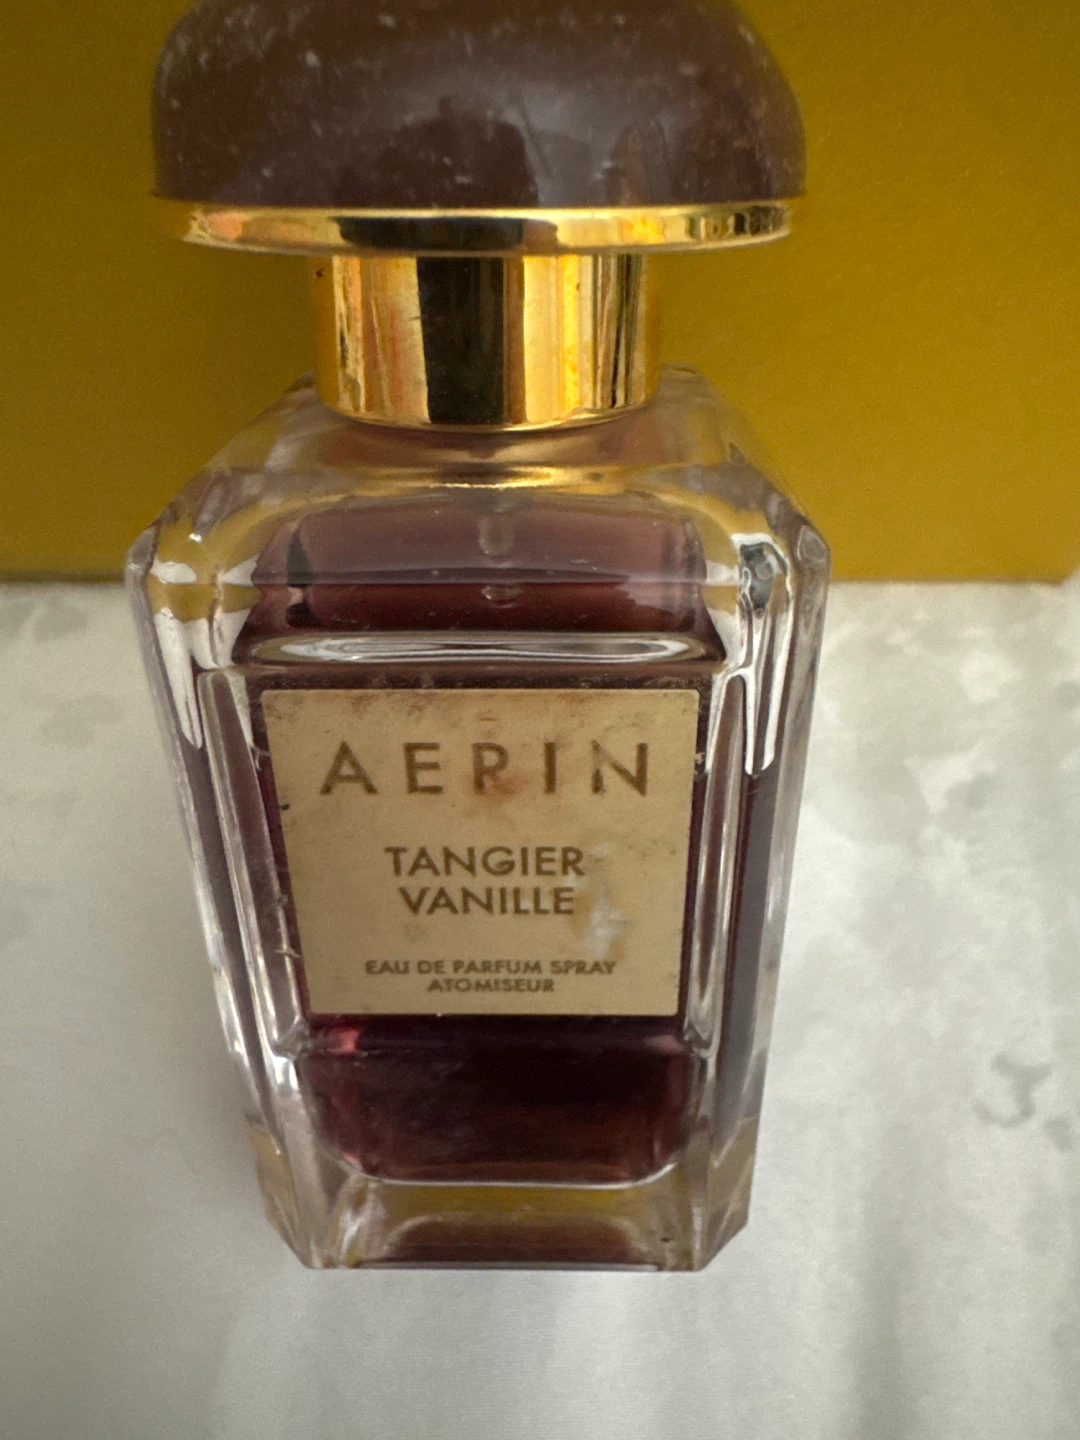 AERIN
TANGIER
VANILLE
EAU DE PARFUM SPRAY
ATOMISEUR